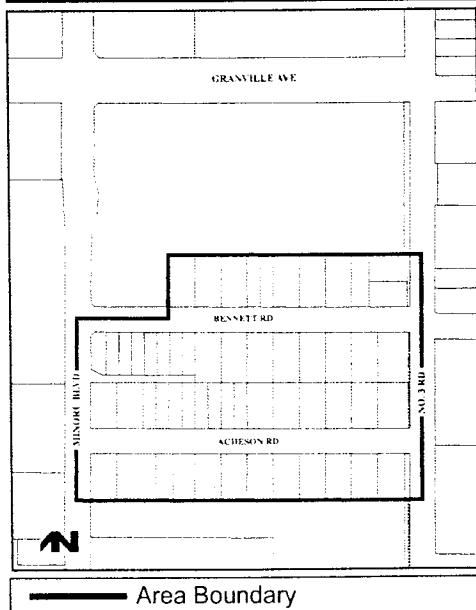 GRANVILLE AVE
BENNETT RD
MINORU BLVD
NO. 3 RD
ACHESON RD
N
Area Boundary